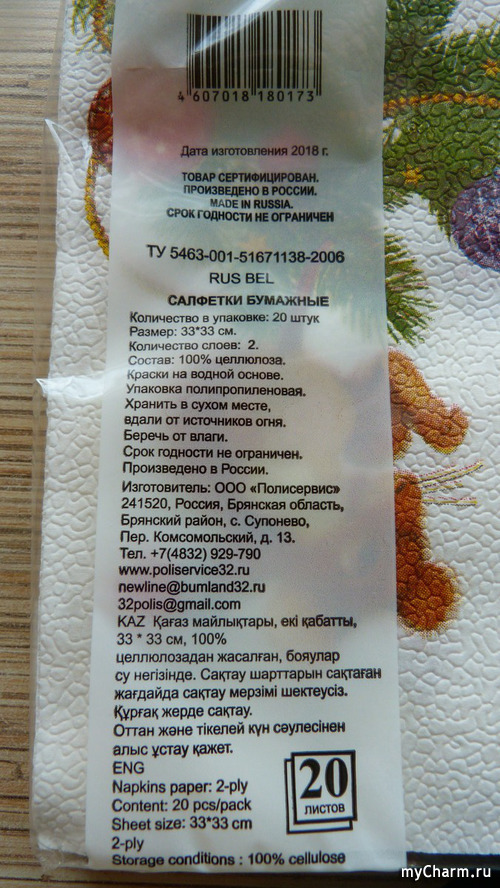 4 607018 180173
Дата изготовления 2018 г.
ТОВАР СЕРТИФИЦИРОВАН.
ПРОИЗВЕДЕНО В РОССИИ.
MADE IN RUSSIA.
СРОК ГОДНОСТИ НЕ ОГРАНИЧЕН
ТУ 5463-001-51671138-2006
RUS BEL
САЛФЕТКИ БУМАЖНЫЕ
Количество в упаковке: 20 штук
Размер: 33*33 см.
Количество слоев: 2.
Состав: 100% целлюлоза.
Краски на водной основе.
Упаковка полипропиленовая.
Хранить в сухом месте,
вдали от источников огня.
Беречь от влаги.
Срок годности не ограничен.
Произведено в России.
Изготовитель: ООО «Полисервис»
241520, Россия, Брянская область,
Брянский район, с. Супонево,
Пер. Комсомольский, д. 13.
Тел. +7(4832) 929-790
www.poliservice32.ru
newline@bumland32.ru
32polis@gmail.com
KAZ Қағаз майлықтары, екі қабатты,
33 * 33 см, 100%
целлюлозадан жасалған, бояулар
су негізінде. Сақтау шарттарын сақтаған
жағдайда сақтау мерзімі шектеусіз.
Құрғақ жерде сақтау.
Оттан және тікелей күн сәулесінен
алыс ұстау қажет.
ENG
Napkins paper: 2-ply
Content: 20 pcs/pack
Sheet size: 33*33 cm
2-ply
Storage conditions : 100% cellulose
20
ЛИСТОВ
myCharm.ru